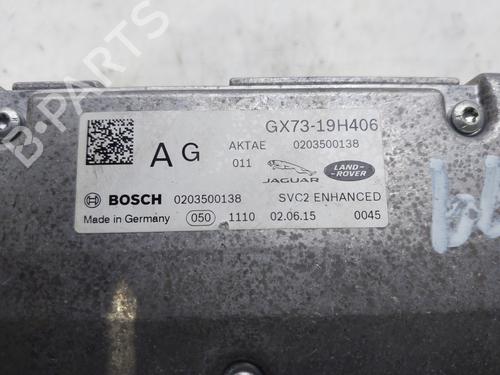 GX73-19H406
A G
AKTAE 0203500138
011 JAGUAR LAND-ROVER
BOSCH 0203500138 SVC2 ENHANCED
Made in Germany 050 1110 02.06.15 0045
B-PARTS